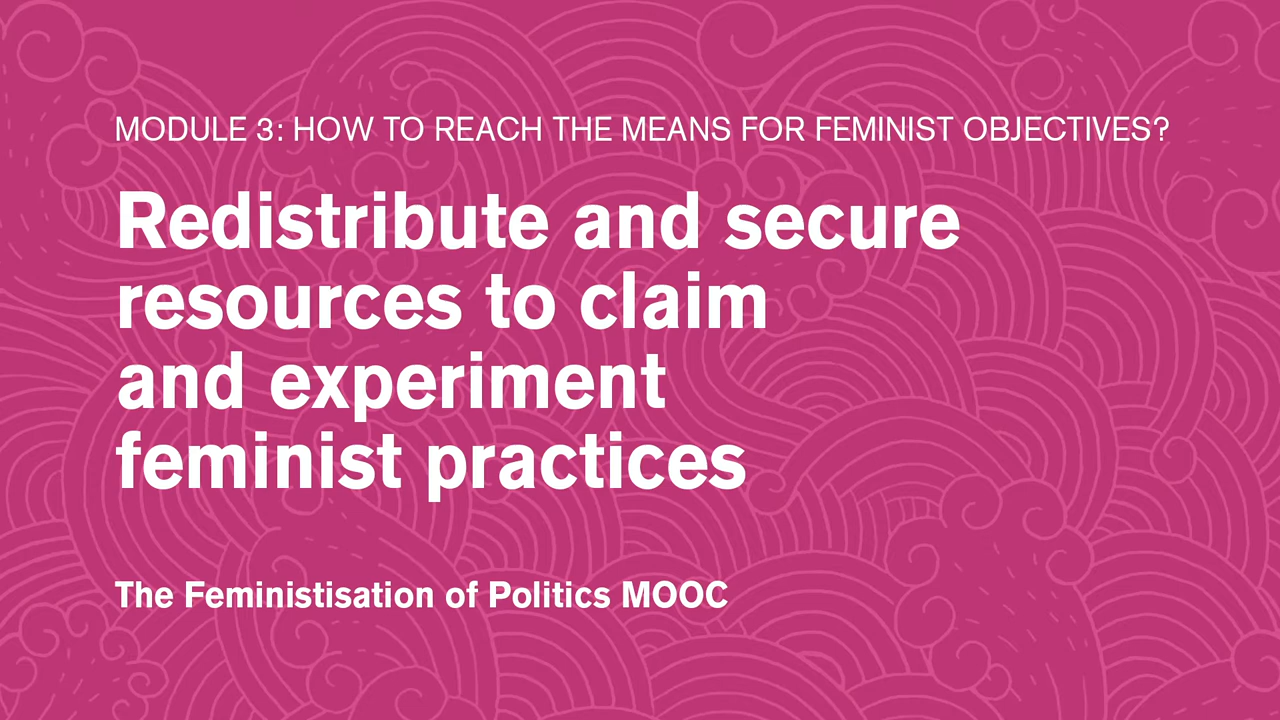 MODULE 3: HOW TO REACH THE MEANS FOR FEMINIST OBJECTIVES?
Redistribute and secure
resources to claim
and experiment
feminist practices
The Feministisation of Politics MOOC